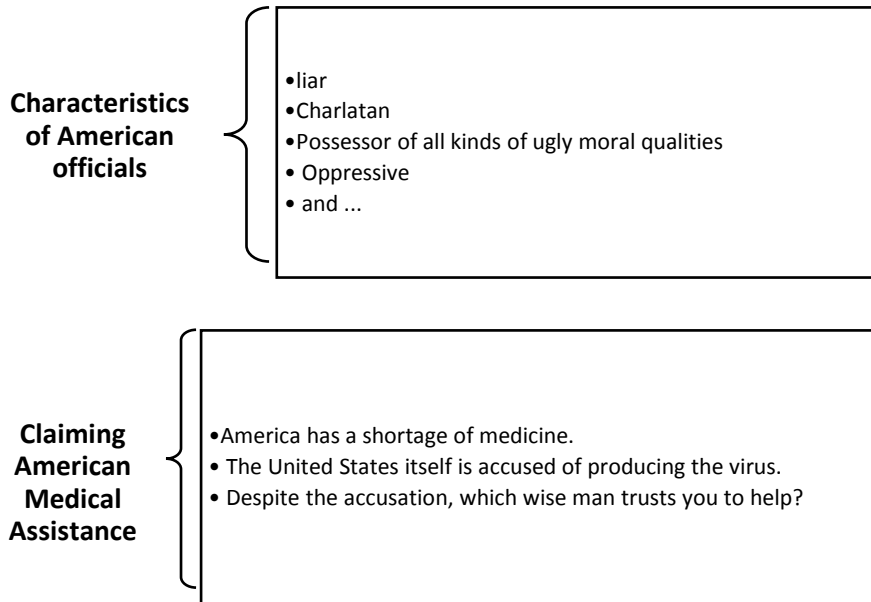 Characteristics
of American
officials
•liar
•Charlatan
•Possessor of all kinds of ugly moral qualities
• Oppressive
• and ...
Claiming
American
Medical
Assistance
•America has a shortage of medicine.
• The United States itself is accused of producing the virus.
• Despite the accusation, which wise man trusts you to help?